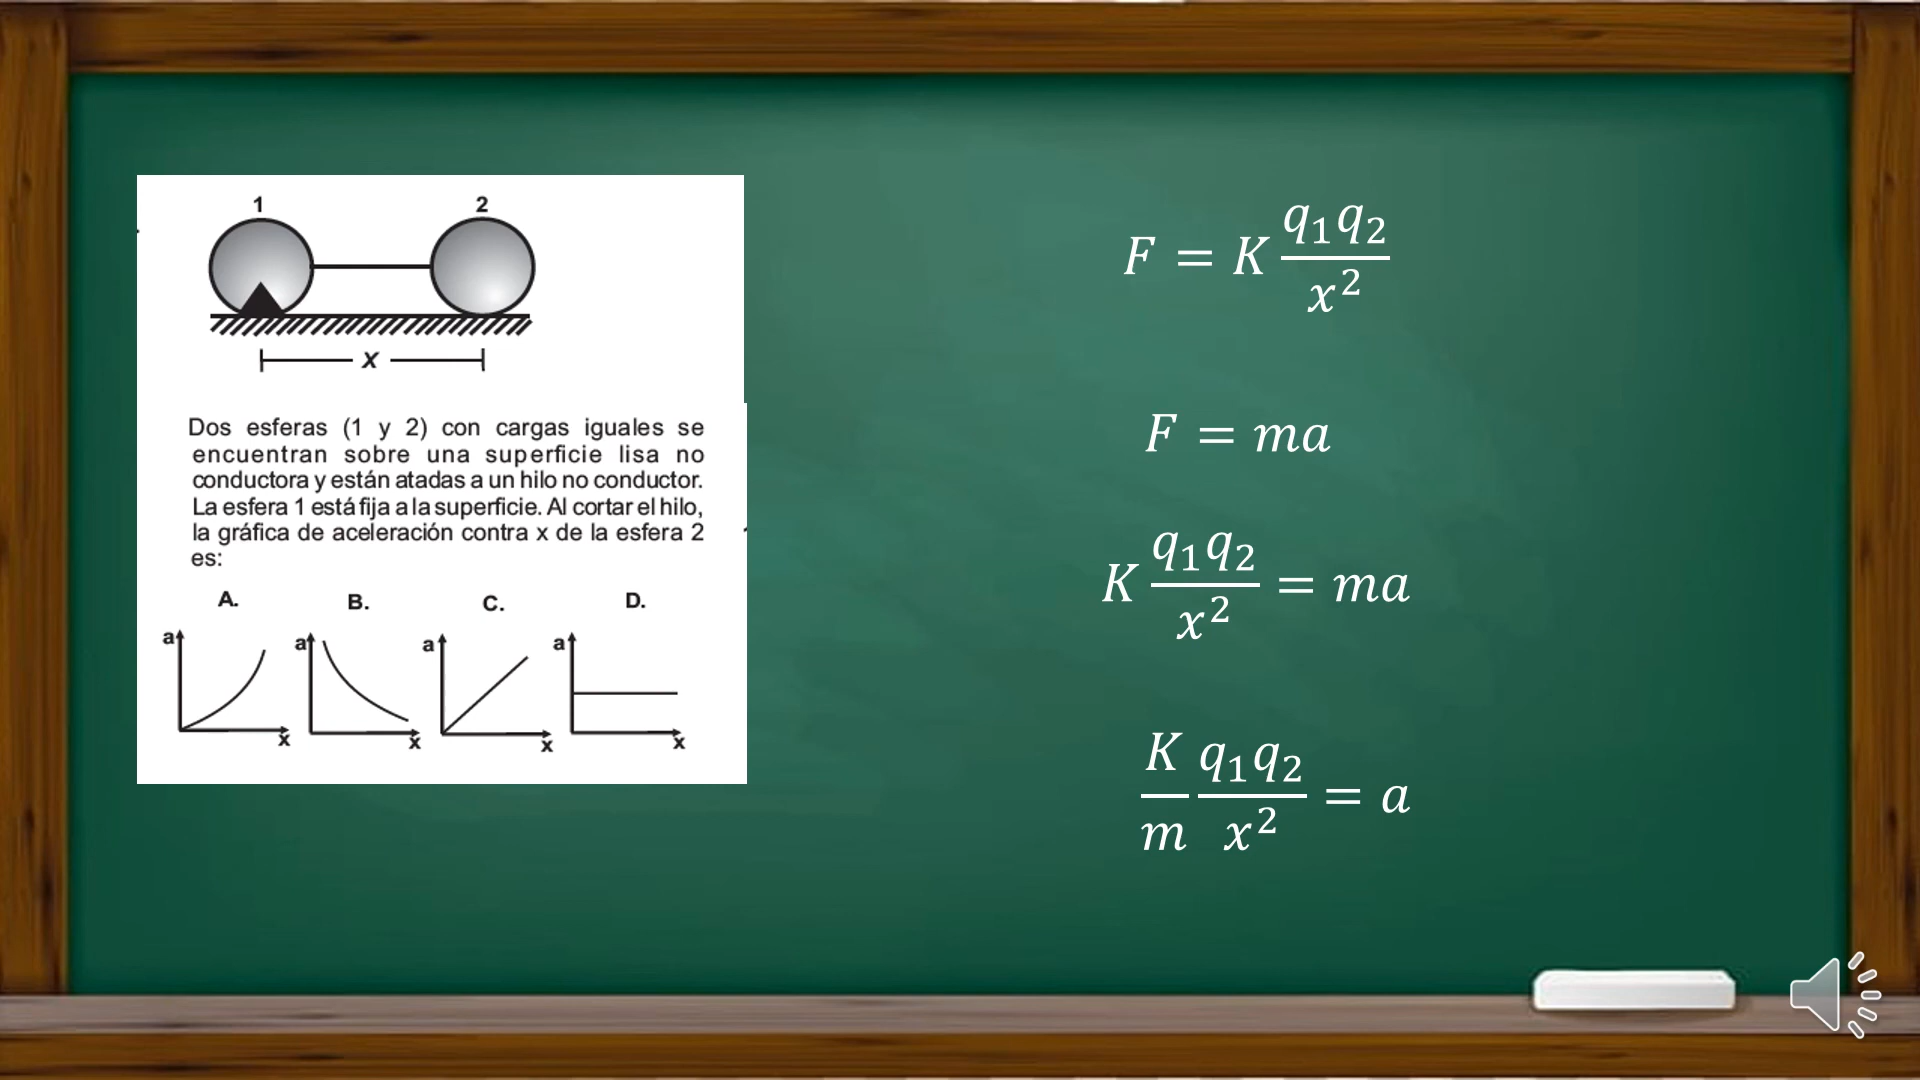 1 2
x
Dos esferas (1 y 2) con cargas iguales se
encuentran sobre una superficie lisa no
conductora y están atadas a un hilo no conductor.
La esfera 1 está fija a la superficie. Al cortar el hilo,
la gráfica de aceleración contra x de la esfera 2
es:
A. B. C. D.
a a a a
x x x x
F = K q₁q₂/x²
F = ma
K q₁q₂/x² = ma
K/m q₁q₂/x² = a